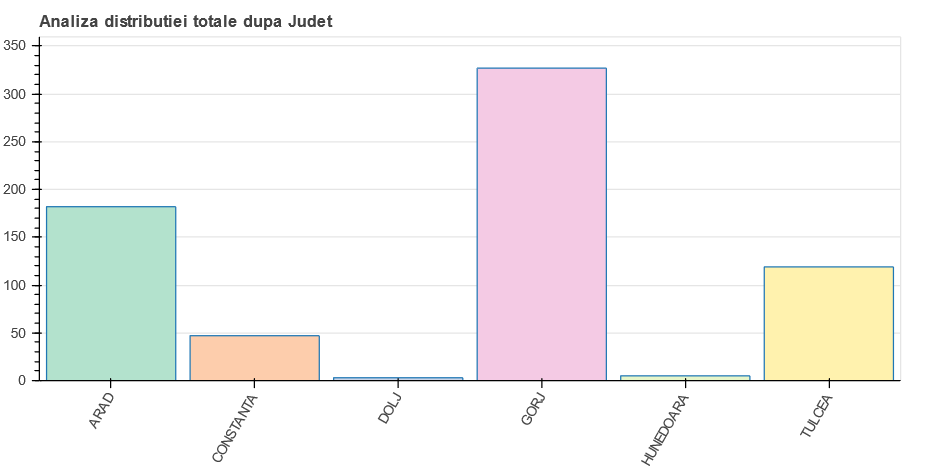 Analiza distributiei totale dupa Judet
350
300
250
200
150
100
50
0
ARAD
CONSTANTA
DOLJ
GORJ
HUNEDOARA
TULCEA